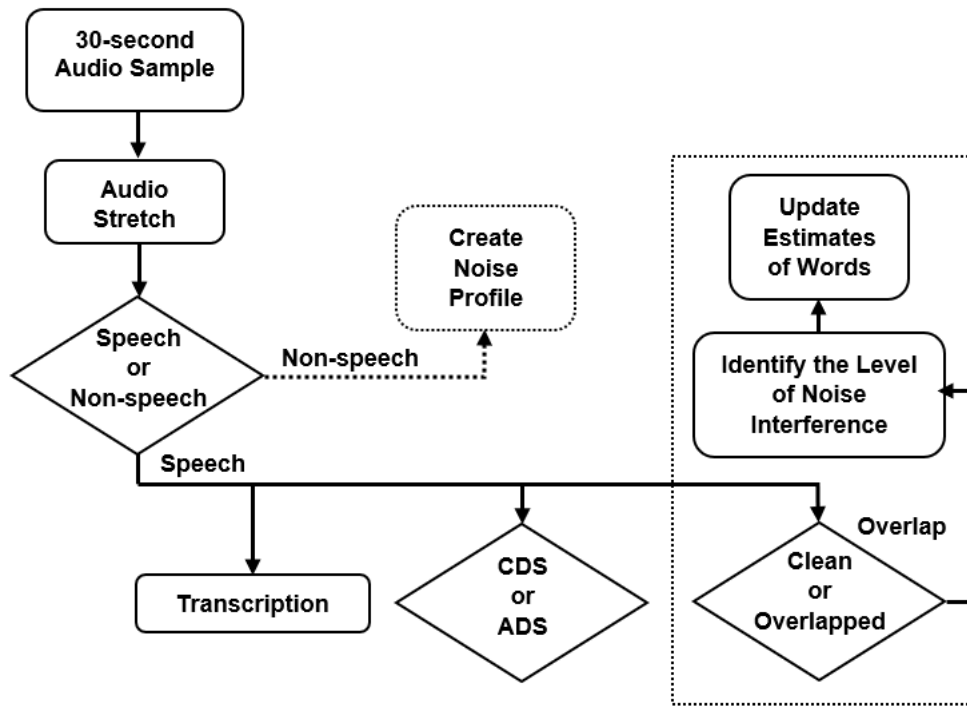 30-second
Audio Sample
Audio
Stretch
Speech
or
Non-speech
Non-speech
Create
Noise
Profile
Speech
Transcription
CDS
or
ADS
Update
Estimates
of Words
Identify the Level
of Noise
Interference
Overlap
Clean
or
Overlapped